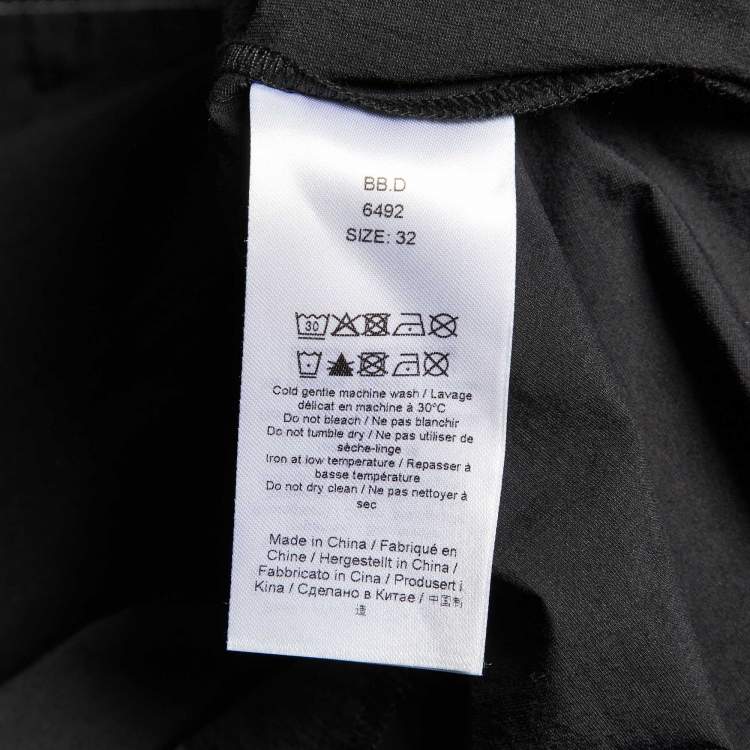 BB.D
6492
SIZE: 32
30
Cold gentle machine wash / Lavage
délicat en machine à 30°C
Do not bleach / Ne pas blanchir
Do not tumble dry / Ne pas utiliser de
sèche-linge
Iron at low temperature / Repasser à
basse température
Do not dry clean / Ne pas nettoyer à
sec
Made in China / Fabriqué en
Chine / Hergestellt in China /
Fabbricato in Cina / Produsert i
Kina / Сделано в Китае / 中国制
造